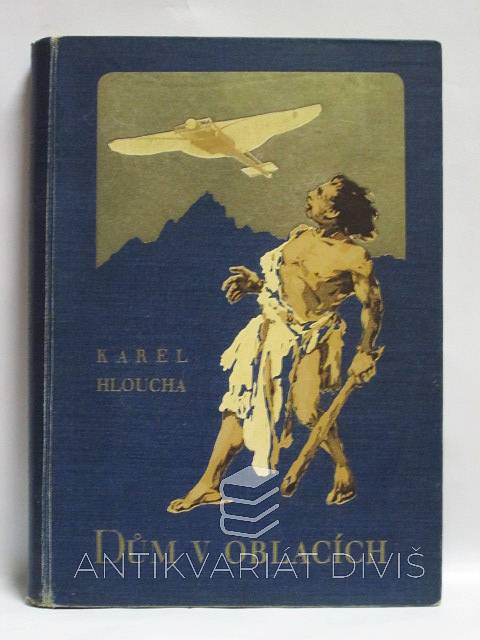 KAREL
HLOUCHA
DŮM V OBLACÍCH
ANTIKVARIÁT DIVIŠ